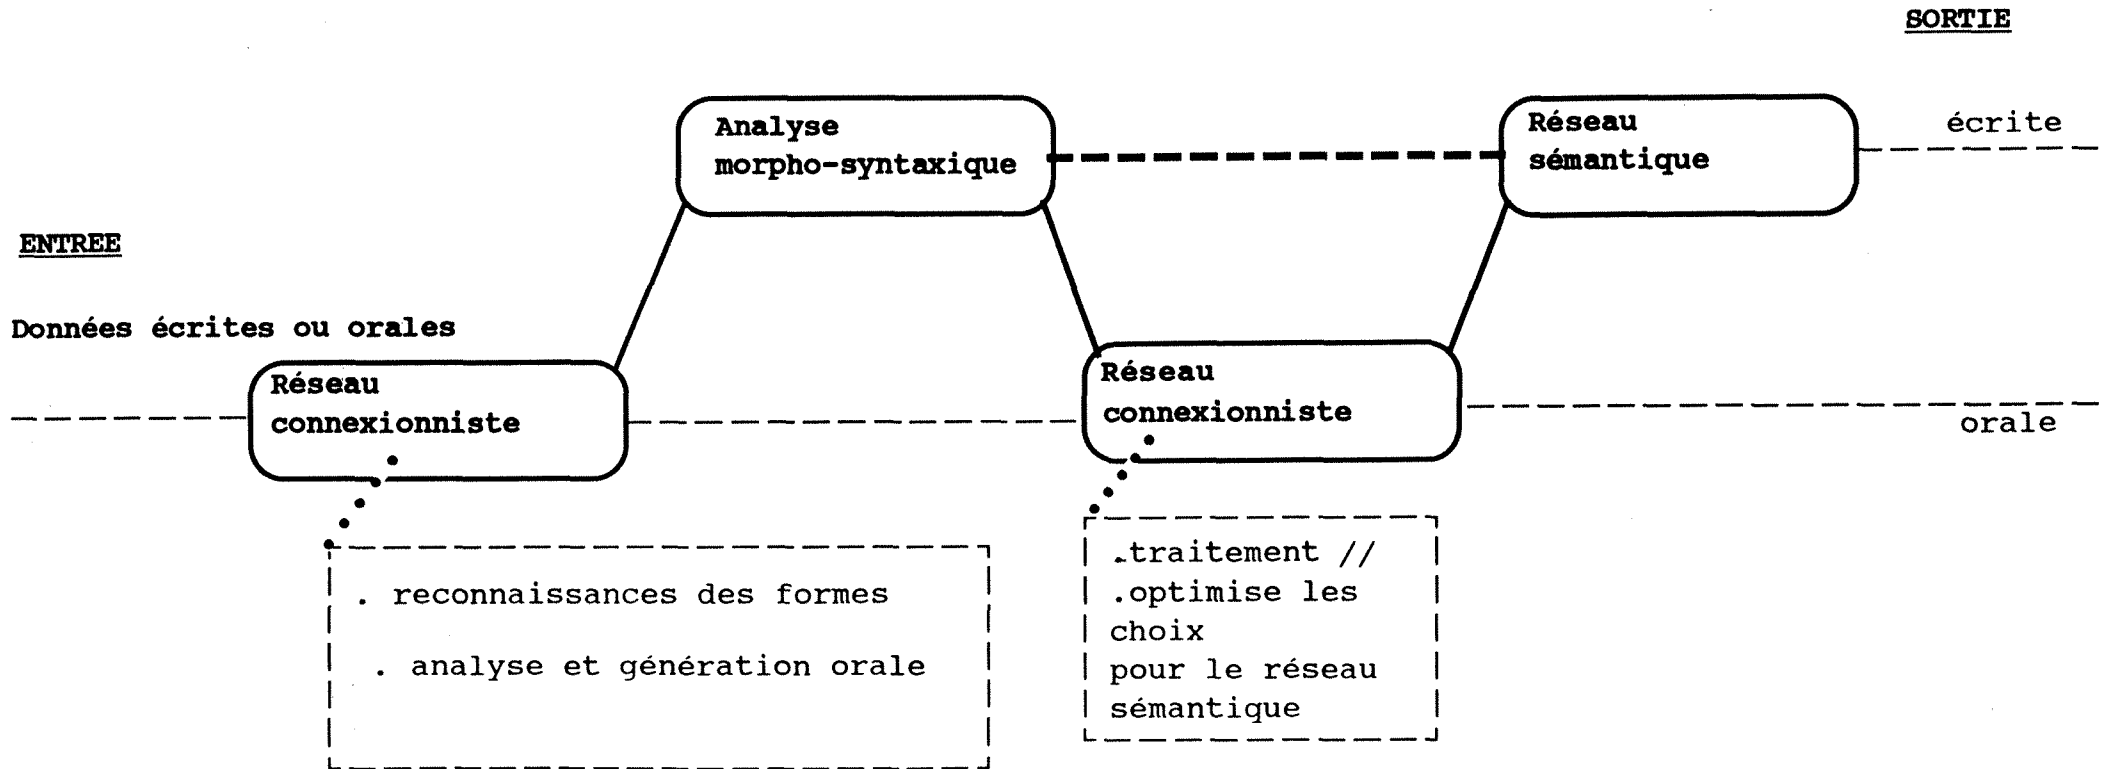 SORTIE
Analyse
morpho-syntaxique
Réseau
sémantique
écrite
ENTREE
Données écrites ou orales
Réseau
connexionniste
Réseau
connexionniste
orale
. reconnaissances des formes
. analyse et génération orale
.traitement //
.optimise les
choix
pour le réseau
sémantique